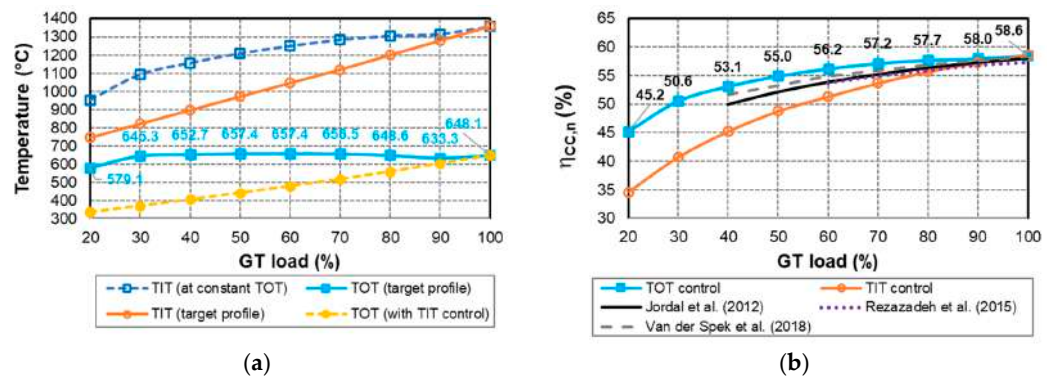 1400
1300
1200
1100
1000
900
800
700
600
500
400
300
Temperature (°C)
645.3 652.7 657.4 657.4 656.5 648.6 633.3 648.1
579.1
20 30 40 50 60 70 80 90 100
GT load (%)
TIT (at constant TOT) TOT (target profile)
TIT (target profile) TOT (with TIT control)
(a)
65
60
55
50
45
40
35
30
ηCC,n (%)
45.2 50.6 53.1 55.0 56.2 57.2 57.7 58.0 58.6
20 30 40 50 60 70 80 90 100
GT load (%)
TOT control TIT control
Jordal et al. (2012) Rezazadeh et al. (2015)
Van der Spek et al. (2018)
(b)